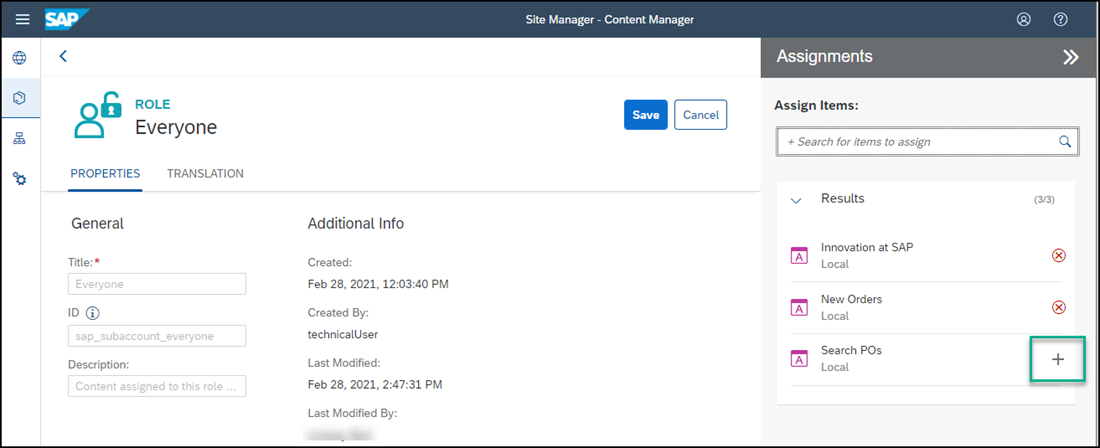 SAP
Site Manager - Content Manager
Assignments
ROLE
Everyone
Save
Cancel
Assign Items:
+ Search for items to assign
PROPERTIES
TRANSLATION
Results
(3/3)
General
Additional Info
Innovation at SAP
Local
Title:*
Created:
Everyone
Feb 28, 2021, 12:03:40 PM
New Orders
Local
ID
Created By:
sap_subaccount_everyone
technicalUser
Search POs
Local
Description:
Last Modified:
Content assigned to this role ...
Feb 28, 2021, 2:47:31 PM
Last Modified By: